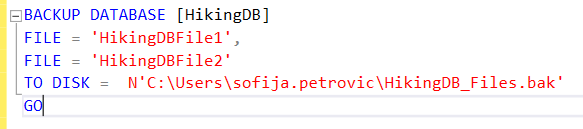 BACKUP DATABASE [HikingDB]
FILE = 'HikingDBFile1',
FILE = 'HikingDBFile2'
TO DISK =  N'C:\Users\sofija.petrovic\HikingDB_Files.bak'
GO